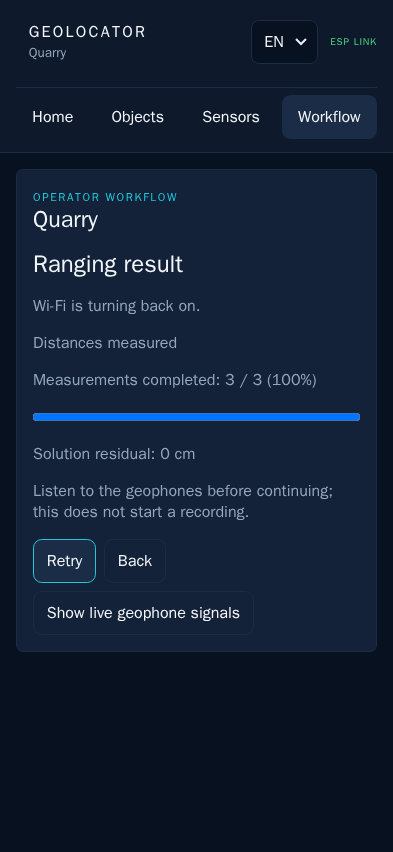 GEOLOCATOR
Quarry
EN
ESP LINK
Home
Objects
Sensors
Workflow
OPERATOR WORKFLOW
Quarry
Ranging result
Wi-Fi is turning back on.
Distances measured
Measurements completed: 3 / 3 (100%)
Solution residual: 0 cm
Listen to the geophones before continuing;
this does not start a recording.
Retry
Back
Show live geophone signals